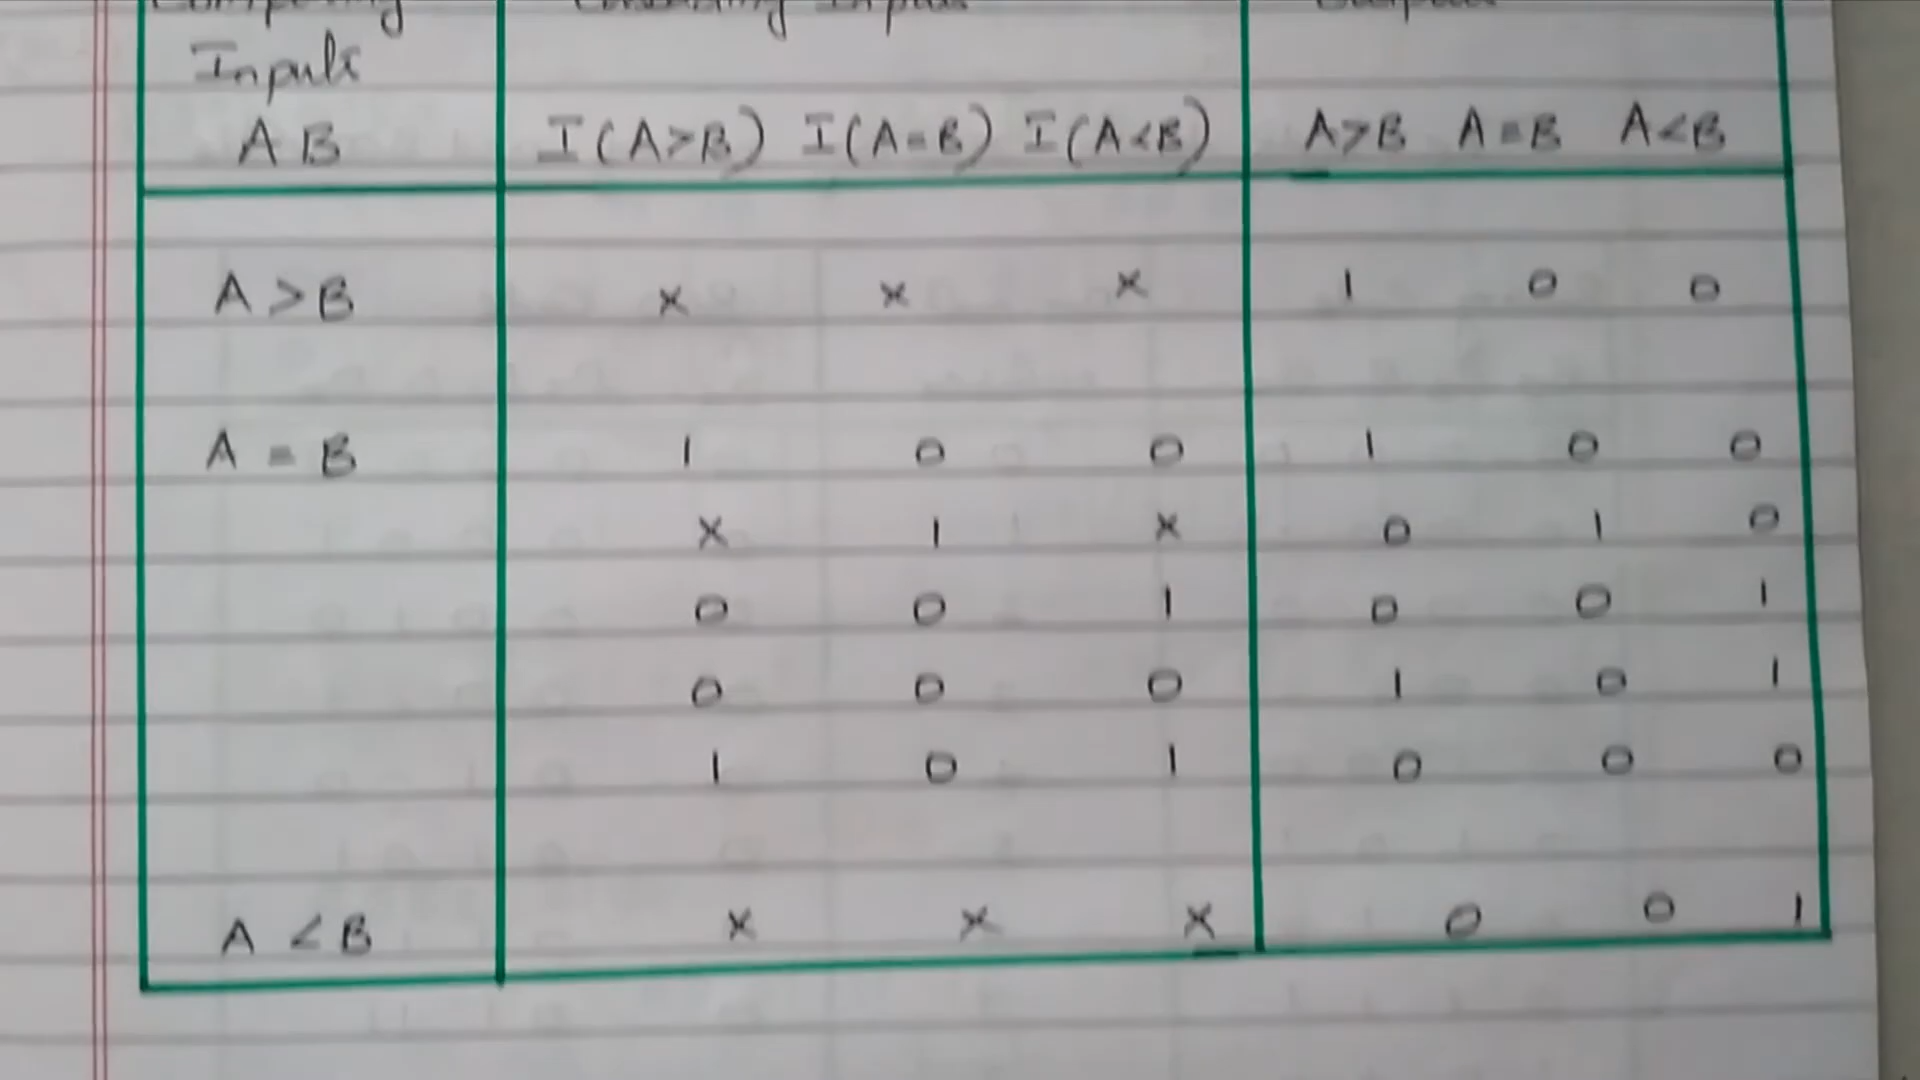 Inputs
A B I(A>B) I(A=B) I(A<B) A>B A=B A<B
A>B x x x 1 0 0
A = B 1 0 0 1 0 0
x 1 x 0 1 0
0 0 1 0 0 1
0 0 0 1 0 1
1 0 1 0 0 0
A < B x x x 0 0 1